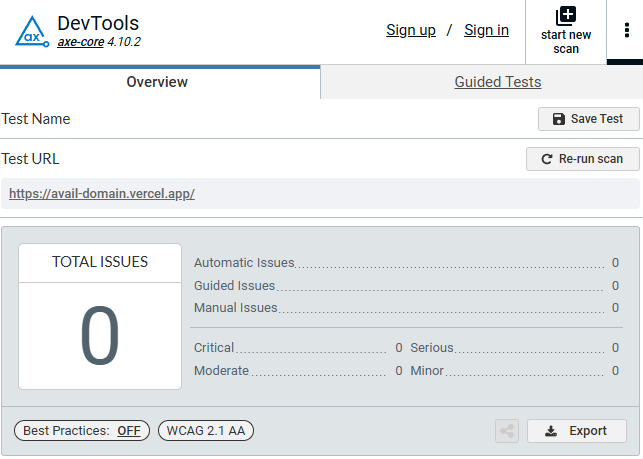 ax
DevTools
axe-core 4.10.2
Sign up / Sign in
start new
scan
Overview
Guided Tests
Test Name
Save Test
Test URL
Re-run scan
https://avail-domain.vercel.app/
TOTAL ISSUES
0
Automatic Issues 0
Guided Issues 0
Manual Issues 0
Critical 0 Serious 0
Moderate 0 Minor 0
Best Practices: OFF
WCAG 2.1 AA
Export